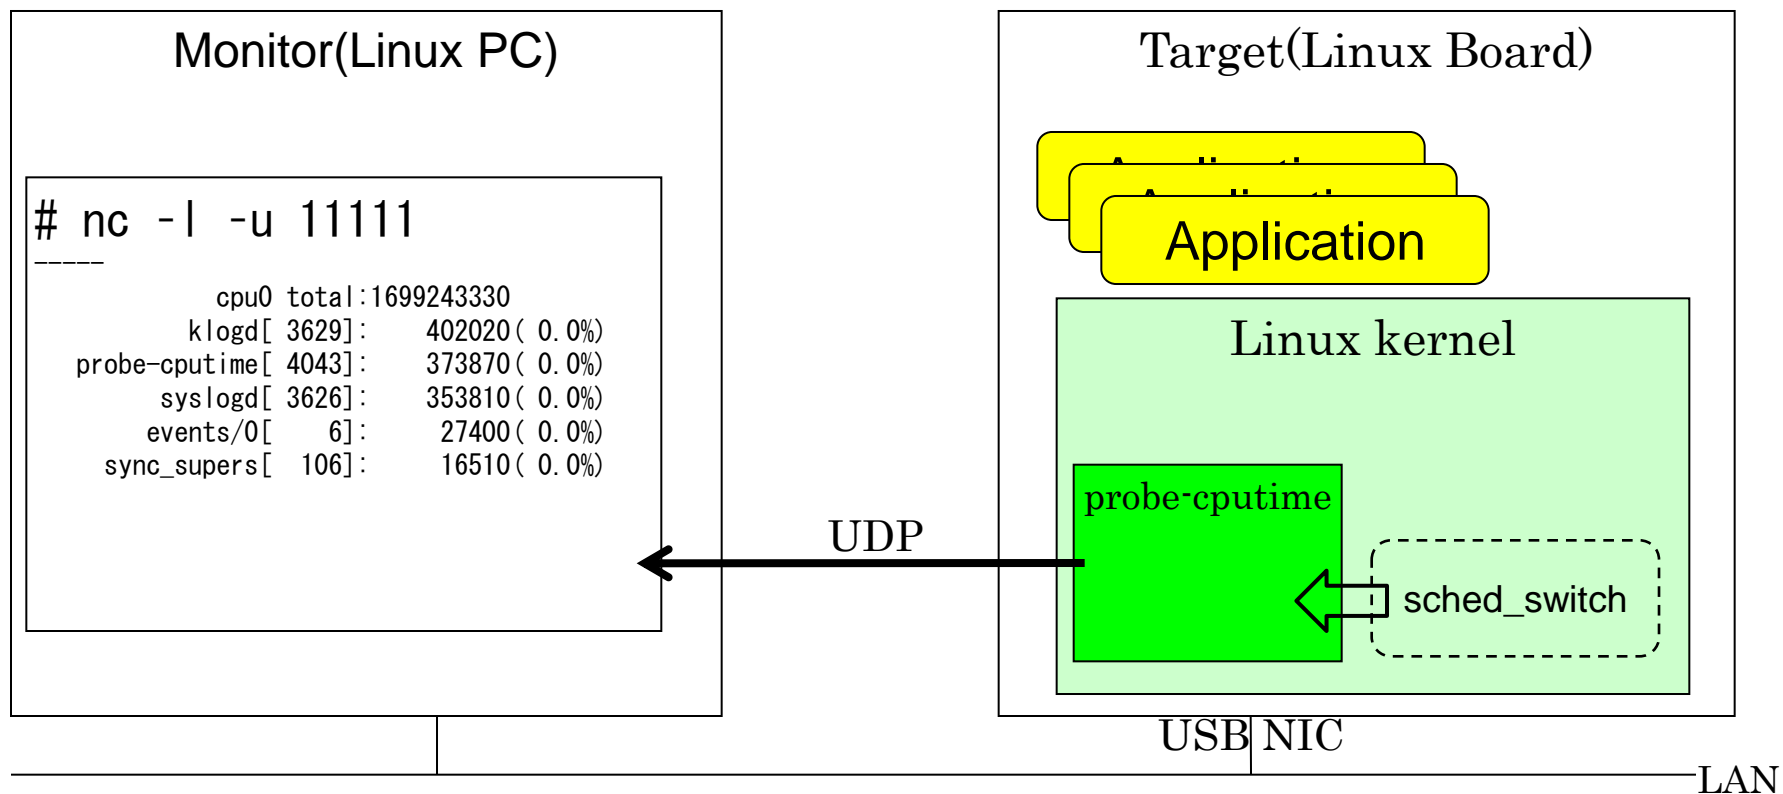 Monitor(Linux PC)
# nc -l -u 11111
-----
cpu0 total:1699243330
klogd[ 3629]: 402020( 0.0%)
probe-cputime[ 4043]: 373870( 0.0%)
syslogd[ 3626]: 353810( 0.0%)
events/0[ 6]: 27400( 0.0%)
sync_supers[ 106]: 16510( 0.0%)
UDP
Target(Linux Board)
Application
Application
Application
Linux kernel
probe-cputime
sched_switch
USB NIC
LAN